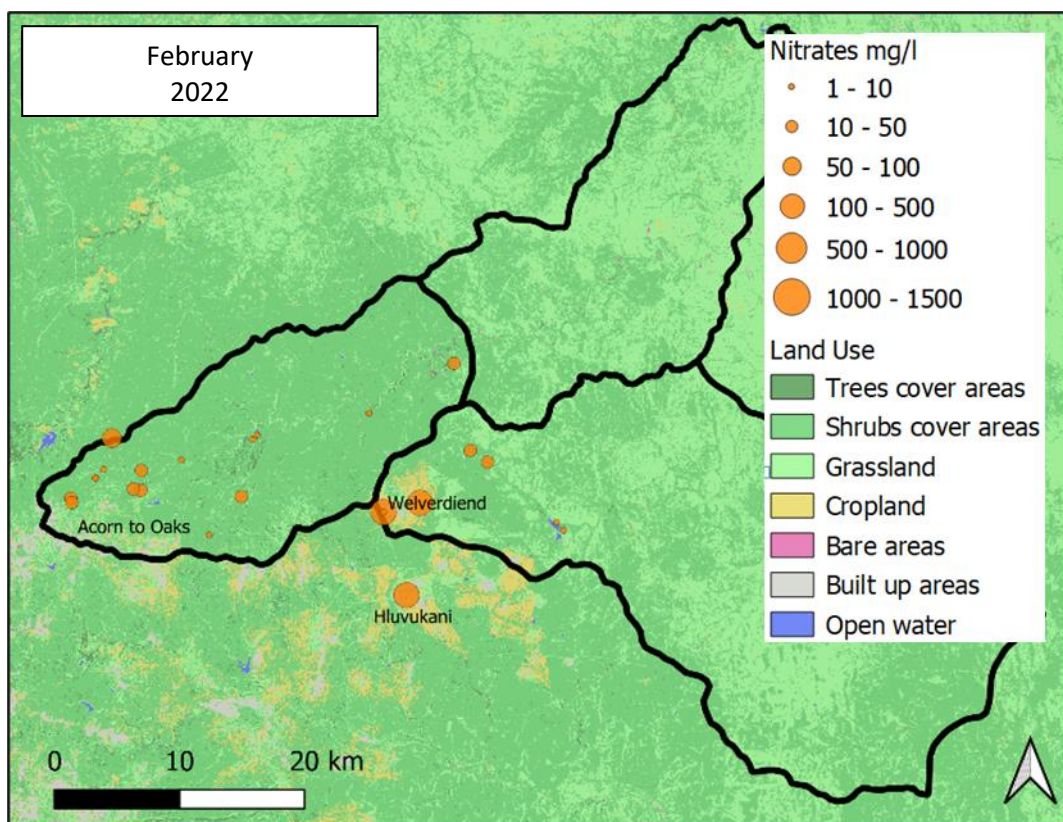 February
2022
Nitrates mg/l
1 - 10
10 - 50
50 - 100
100 - 500
500 - 1000
1000 - 1500
Land Use
Trees cover areas
Shrubs cover areas
Grassland
Cropland
Bare areas
Built up areas
Open water
Welverdiend
Acorn to Oaks
Hluvukani
0 10 20 km